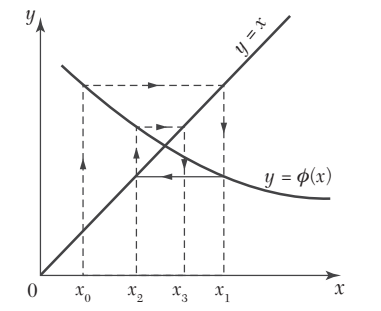 y
y = x
y = ϕ(x)
0 x₀ x₂ x₃ x₁ x